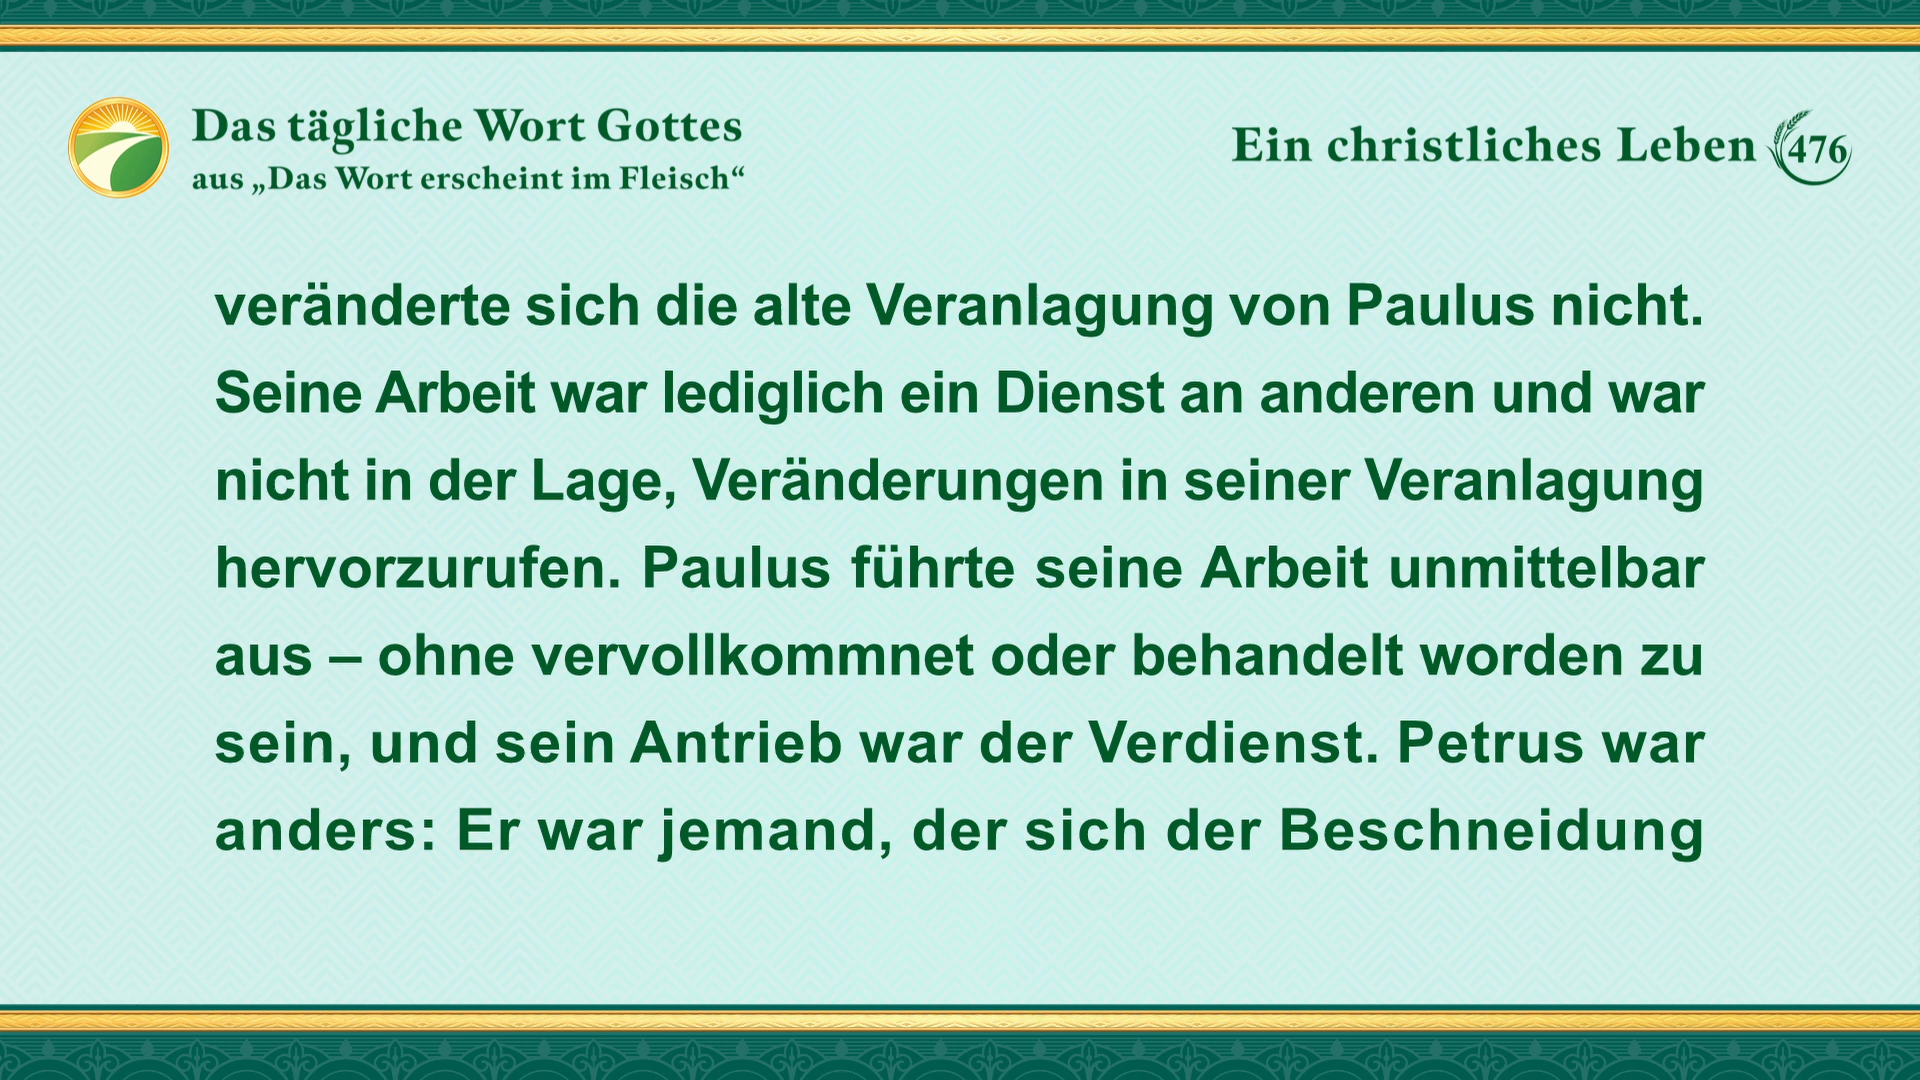 Das tägliche Wort Gottes
aus „Das Wort erscheint im Fleisch“
Ein christliches Leben 476
veränderte sich die alte Veranlagung von Paulus nicht.
Seine Arbeit war lediglich ein Dienst an anderen und war
nicht in der Lage, Veränderungen in seiner Veranlagung
hervorzurufen. Paulus führte seine Arbeit unmittelbar
aus – ohne vervollkommnet oder behandelt worden zu
sein, und sein Antrieb war der Verdienst. Petrus war
anders: Er war jemand, der sich der Beschneidung